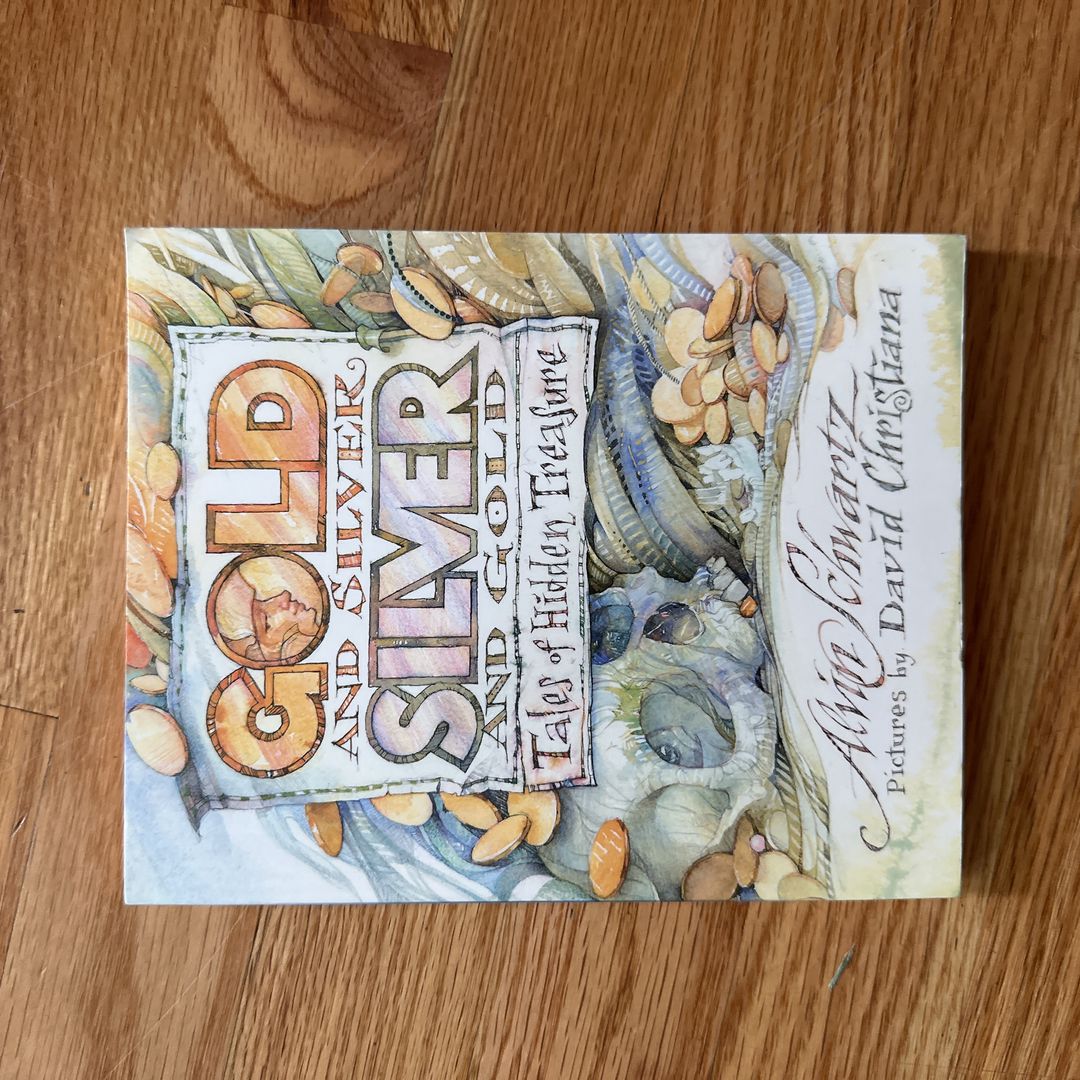 GOLD
AND SILVER,
SILVER
AND GOLD
Tales of Hidden Treasure
Alvin Schwartz
Pictures by David Christiana